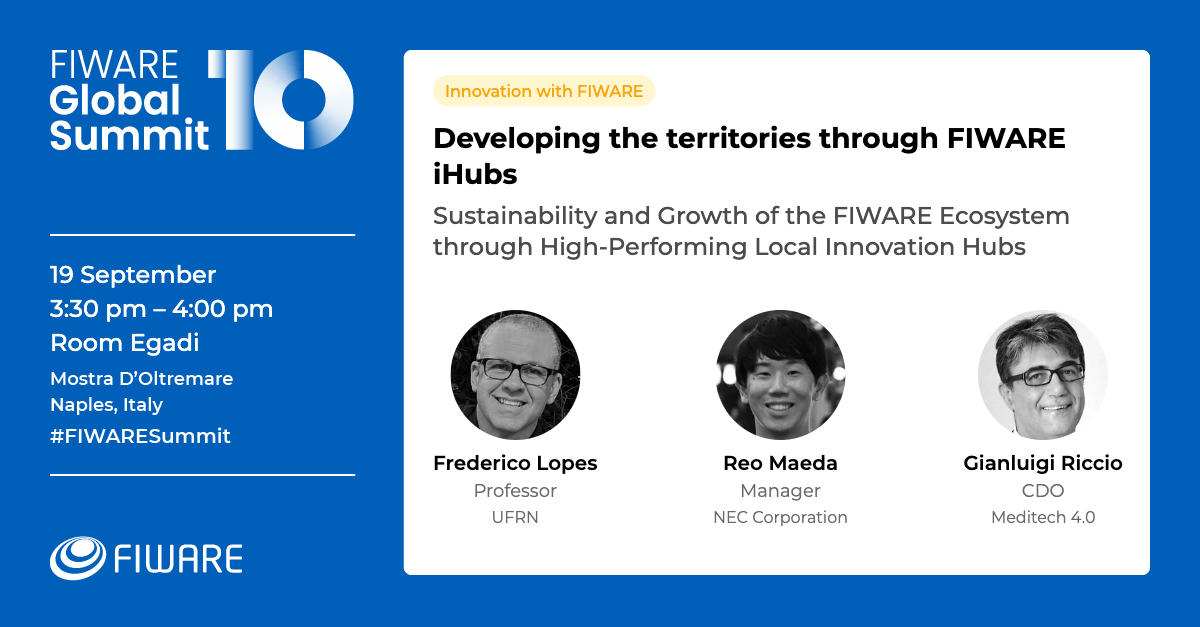 FIWARE
Global
Summit
10
19 September
3:30 pm – 4:00 pm
Room Egadi
Mostra D’Oltremare
Naples, Italy
#FIWARESummit
FIWARE
Innovation with FIWARE
Developing the territories through FIWARE
iHubs
Sustainability and Growth of the FIWARE Ecosystem
through High-Performing Local Innovation Hubs
Frederico Lopes
Professor
UFRN
Reo Maeda
Manager
NEC Corporation
Gianluigi Riccio
CDO
Meditech 4.0